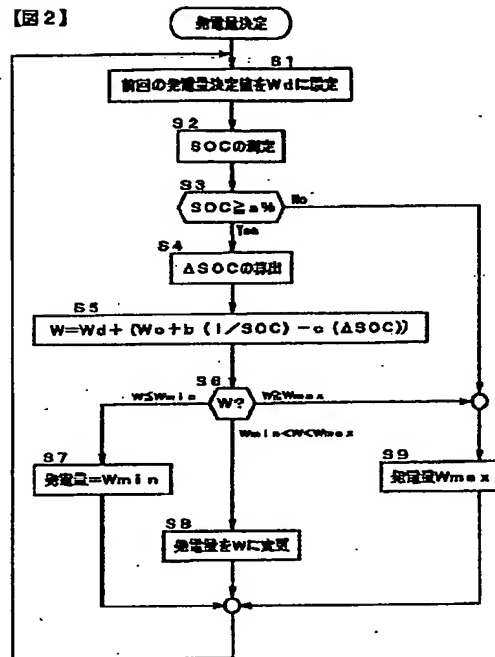 【図2】
発電量決定
S1
前回の発電量決定値をWdに設定
S2
SOCの測定
S3
SOC≧a%
No
Yes
S4
ΔSOCの算出
S5
W=Wd+(Wo+b(1/SOC)-c(ΔSOC))
S6
W?
W≦Wmin
W≧Wmax
Wmin<W<Wmax
S7
発電量=Wmin
S9
発電量Wmax
S8
発電量をWに変更